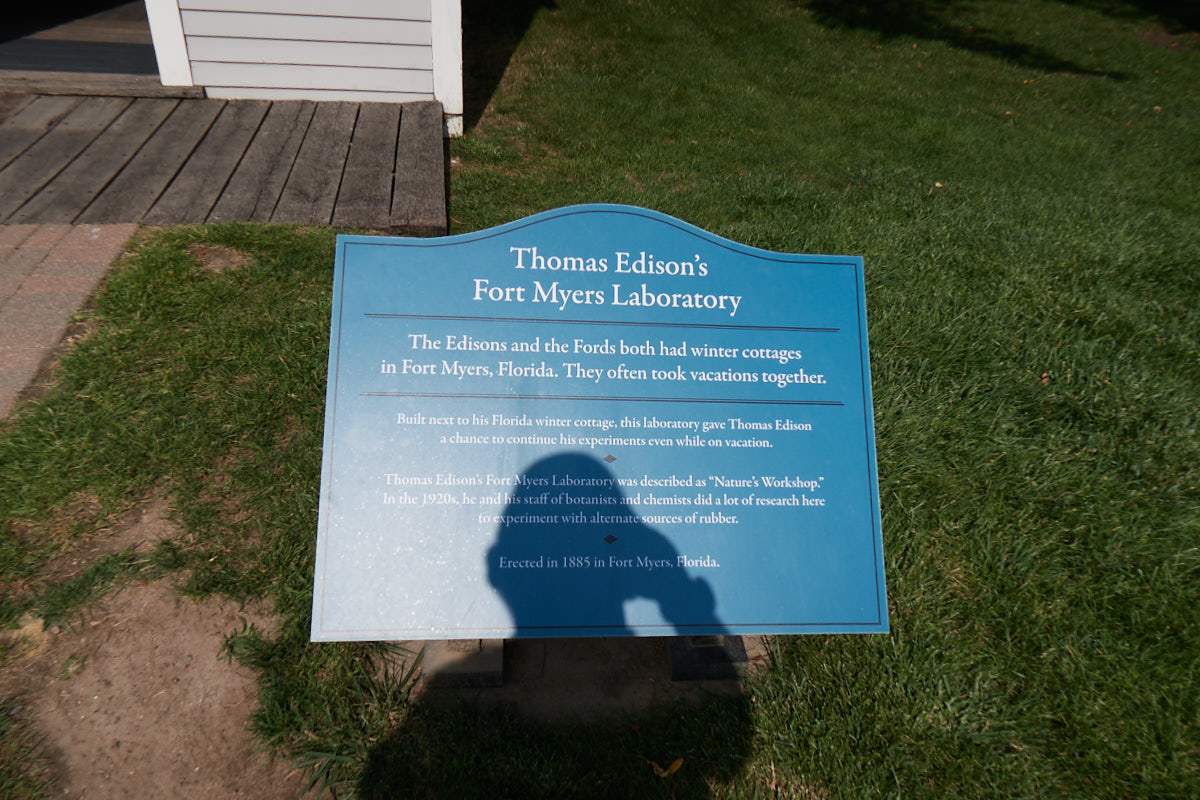 Thomas Edison's
Fort Myers Laboratory
The Edisons and the Fords both had winter cottages
in Fort Myers, Florida. They often took vacations together.
Built next to his Florida winter cottage, this laboratory gave Thomas Edison
a chance to continue his experiments even while on vacation.
Thomas Edison's Fort Myers Laboratory was described as “Nature's Workshop.”
In the 1920s, he and his staff of botanists and chemists did a lot of research here
to experiment with alternate sources of rubber.
Erected in 1885 in Fort Myers, Florida.